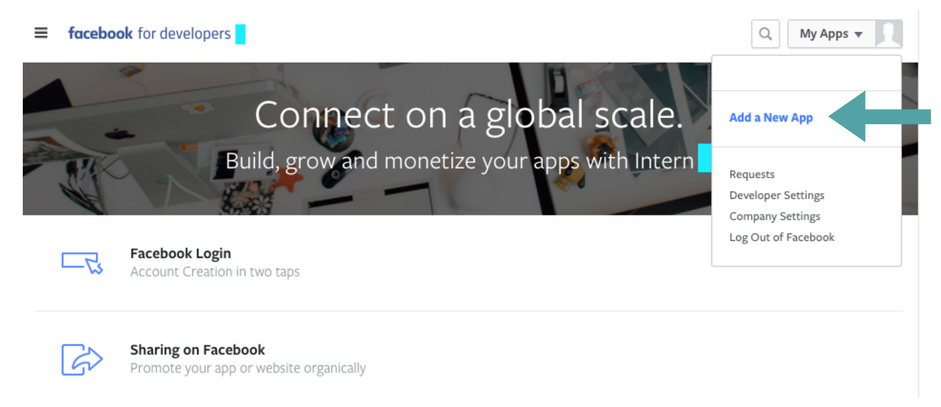 facebook for developers
My Apps
Connect on a global scale.
Build, grow and monetize your apps with Intern
Add a New App
Requests
Developer Settings
Company Settings
Log Out of Facebook
Facebook Login
Account Creation in two taps
Sharing on Facebook
Promote your app or website organically